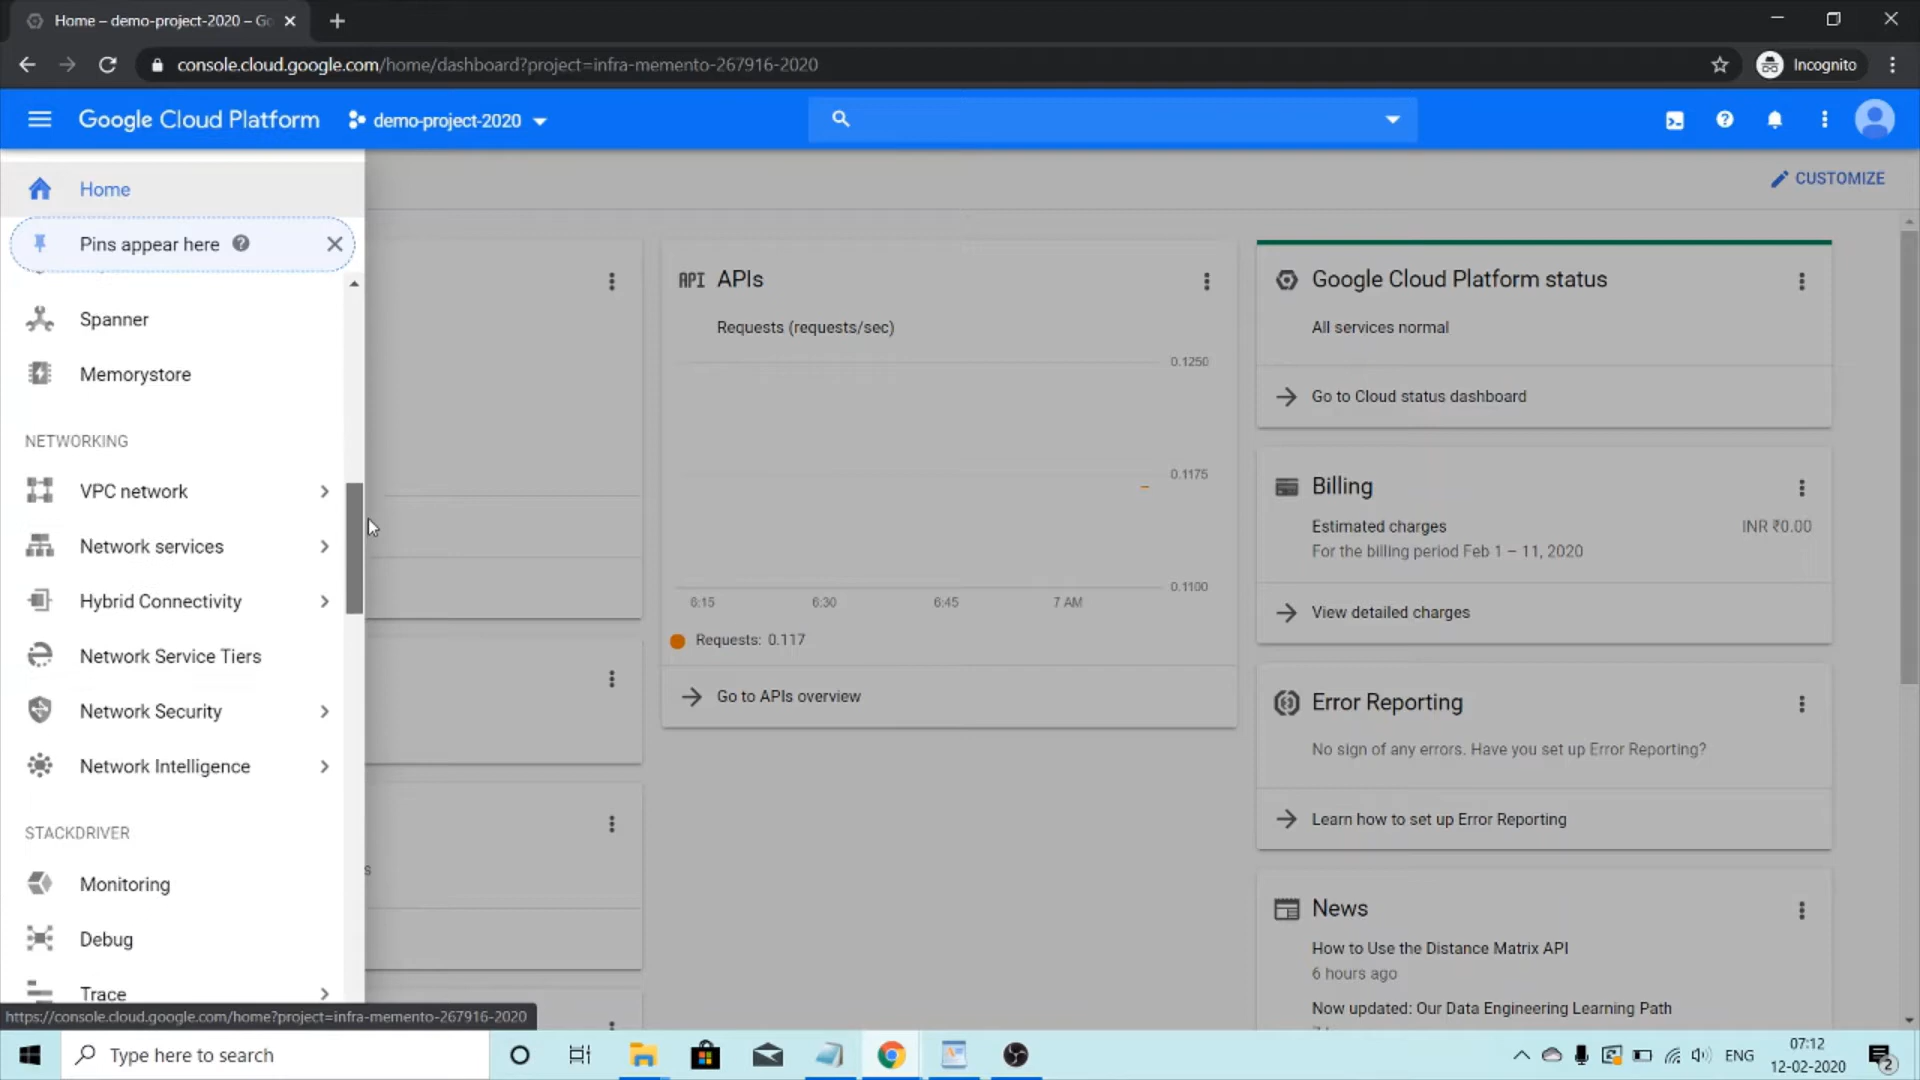 Home – demo-project-2020 – Go
console.cloud.google.com/home/dashboard?project=infra-memento-267916-2020
Incognito
Google Cloud Platform
demo-project-2020
CUSTOMIZE
Home
Pins appear here
Spanner
Memorystore
NETWORKING
VPC network
Network services
Hybrid Connectivity
Network Service Tiers
Network Security
Network Intelligence
STACKDRIVER
Monitoring
Debug
Trace
https://console.cloud.google.com/home?project=infra-memento-267916-2020
s
API APIs
Requests (requests/sec)
0.1250
0.1175
0.1100
6:15 6:30 6:45 7 AM
Requests: 0.117
Go to APIs overview
Google Cloud Platform status
All services normal
Go to Cloud status dashboard
Billing
Estimated charges INR ₹0.00
For the billing period Feb 1 – 11, 2020
View detailed charges
Error Reporting
No sign of any errors. Have you set up Error Reporting?
Learn how to set up Error Reporting
News
How to Use the Distance Matrix API
6 hours ago
Now updated: Our Data Engineering Learning Path
Type here to search
ENG
07:12
12-02-2020
2